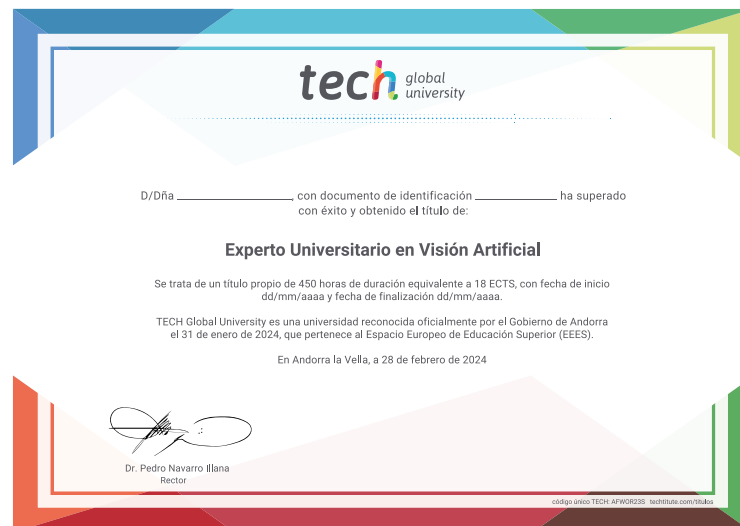 tech global university
D/Dña ____________________, con documento de identificación ______________ ha superado
con éxito y obtenido el título de:
Experto Universitario en Visión Artificial
Se trata de un título propio de 450 horas de duración equivalente a 18 ECTS, con fecha de inicio
dd/mm/aaaa y fecha de finalización dd/mm/aaaa.
TECH Global University es una universidad reconocida oficialmente por el Gobierno de Andorra
el 31 de enero de 2024, que pertenece al Espacio Europeo de Educación Superior (EEES).
En Andorra la Vella, a 28 de febrero de 2024
Dr. Pedro Navarro Illana
Rector
código único TECH: AFWOR23S techtitute.com/titulos